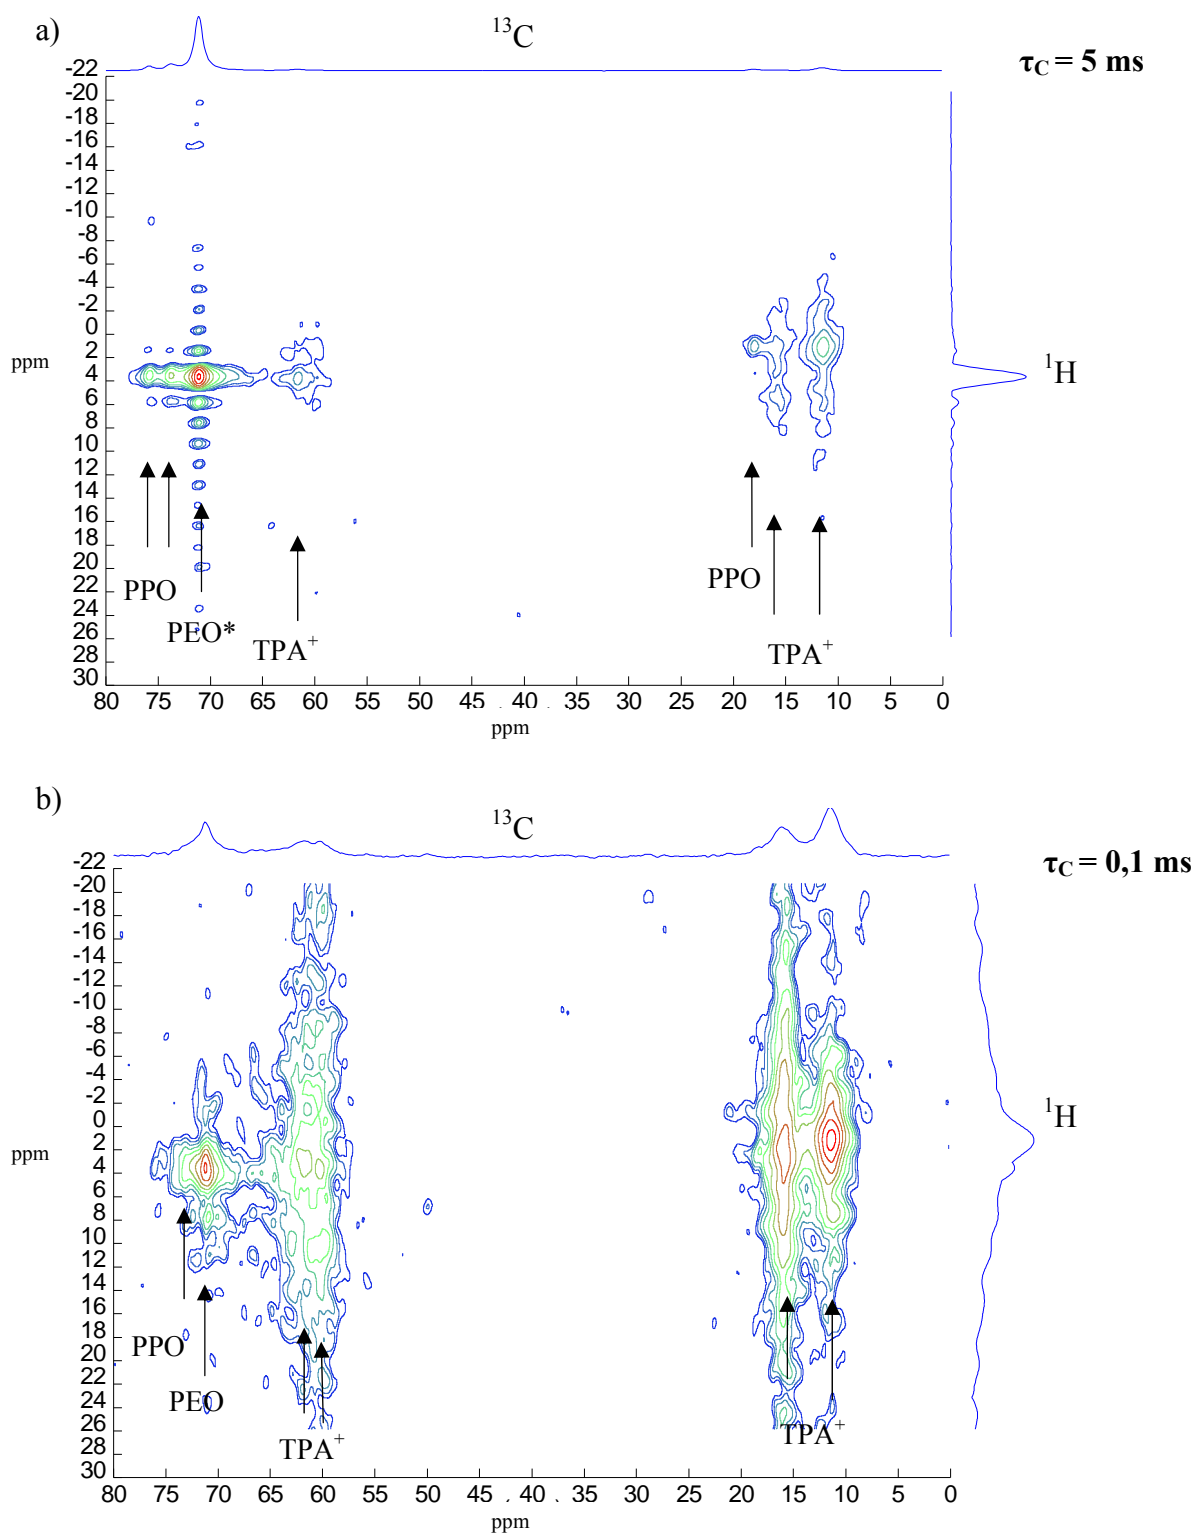 a)
¹³C
τC = 5 ms
-22
-20
-18
-16
-14
-12
-10
-8
-6
-4
-2
0
2
4
6
8
10
12
14
16
18
20
22
24
26
28
30
ppm
¹H
PPO
PEO*
TPA⁺
PPO
TPA⁺
80 75 70 65 60 55 50 45 40 35 30 25 20 15 10 5 0
ppm
b)
¹³C
τC = 0,1 ms
-22
-20
-18
-16
-14
-12
-10
-8
-6
-4
-2
0
2
4
6
8
10
12
14
16
18
20
22
24
26
28
30
ppm
¹H
PPO
PEO
TPA⁺
TPA⁺
80 75 70 65 60 55 50 45 40 35 30 25 20 15 10 5 0
ppm